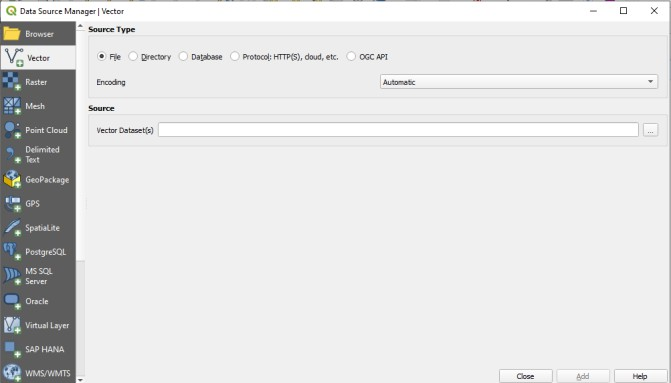 Data Source Manager | Vector
Browser
Vector
Raster
Mesh
Point Cloud
Delimited
Text
GeoPackage
GPS
SpatiaLite
PostgreSQL
MS SQL
Server
Oracle
Virtual Layer
SAP HANA
WMS/WMTS
Source Type
File Directory Database Protocol: HTTP(S), cloud, etc. OGC API
Encoding Automatic
Source
Vector Dataset(s) ...
Close Add Help